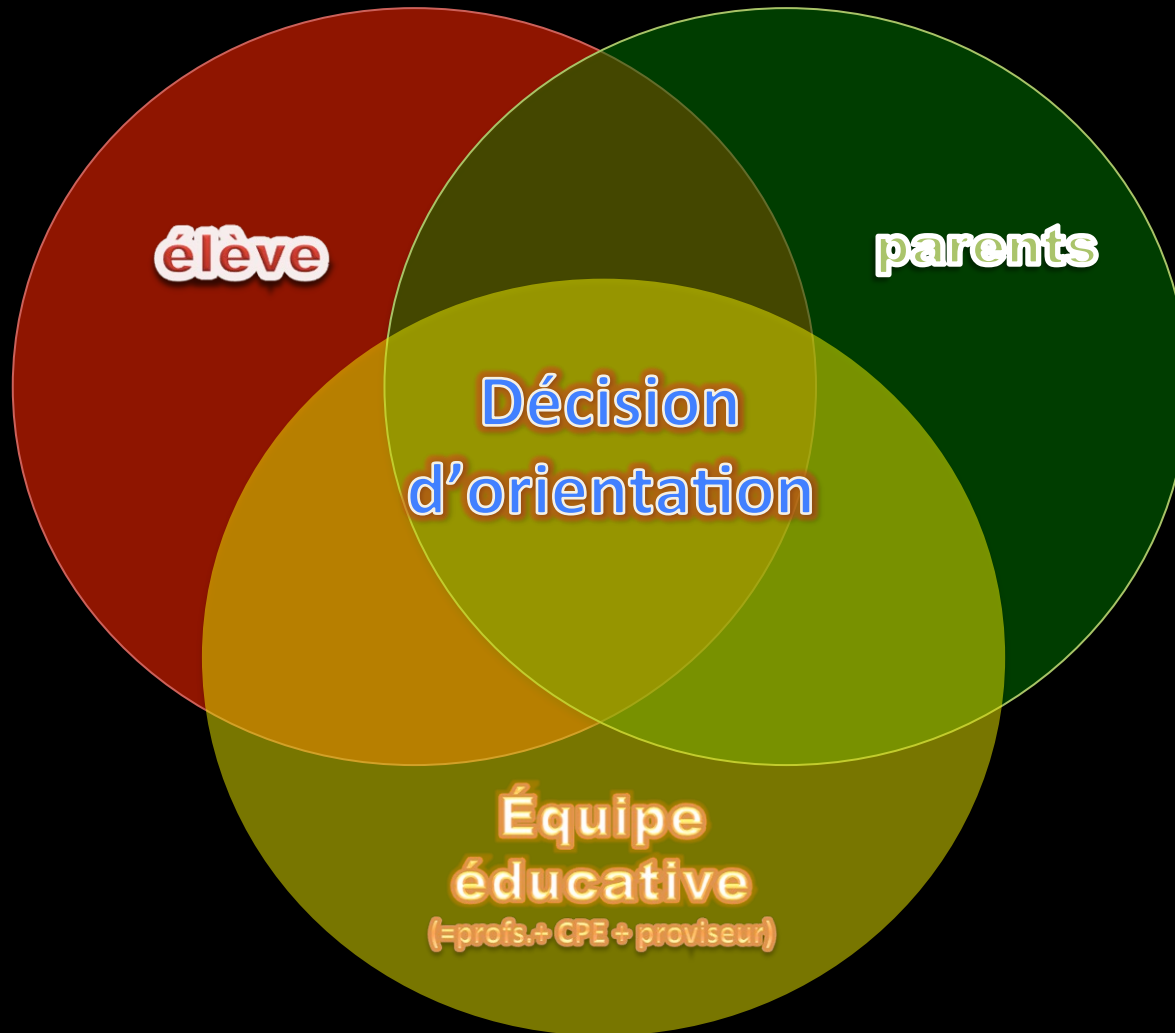 élève
parents
Décision
d’orientation
Équipe
éducative
(=profs.+ CPE + proviseur)